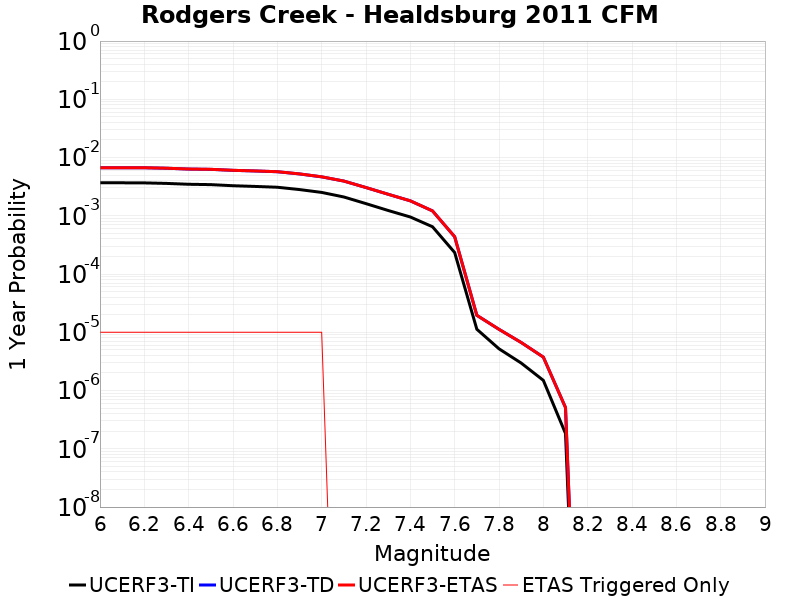 Rodgers Creek - Healdsburg 2011 CFM
10^0
10^-1
10^-2
10^-3
10^-4
10^-5
10^-6
10^-7
10^-8
1 Year Probability
6 6.2 6.4 6.6 6.8 7 7.2 7.4 7.6 7.8 8 8.2 8.4 8.6 8.8 9
Magnitude
UCERF3-TI UCERF3-TD UCERF3-ETAS ETAS Triggered Only